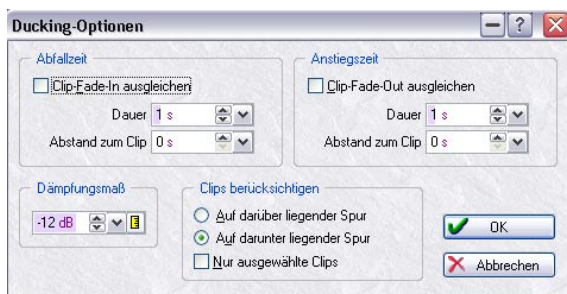 Ducking-Optionen
Abfallzeit
Clip-Fade-In ausgleichen
Dauer 1 s
Abstand zum Clip 0 s
Anstiegszeit
Clip-Fade-Out ausgleichen
Dauer 1 s
Abstand zum Clip 0 s
Dämpfungsmaß
-12 dB
Clips berücksichtigen
Auf darüber liegender Spur
Auf darunter liegender Spur
Nur ausgewählte Clips
OK
Abbrechen